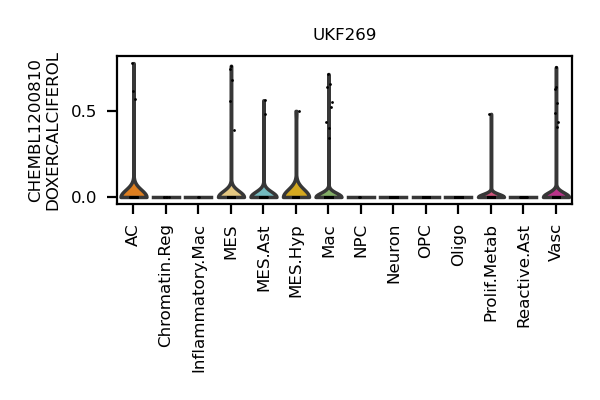 UKF269
CHEMBL1200810
DOXERCALCIFEROL
0.5
0.0
AC
Chromatin.Reg
Inflammatory.Mac
MES
MES.Ast
MES.Hyp
Mac
NPC
Neuron
OPC
Oligo
Prolif.Metab
Reactive.Ast
Vasc